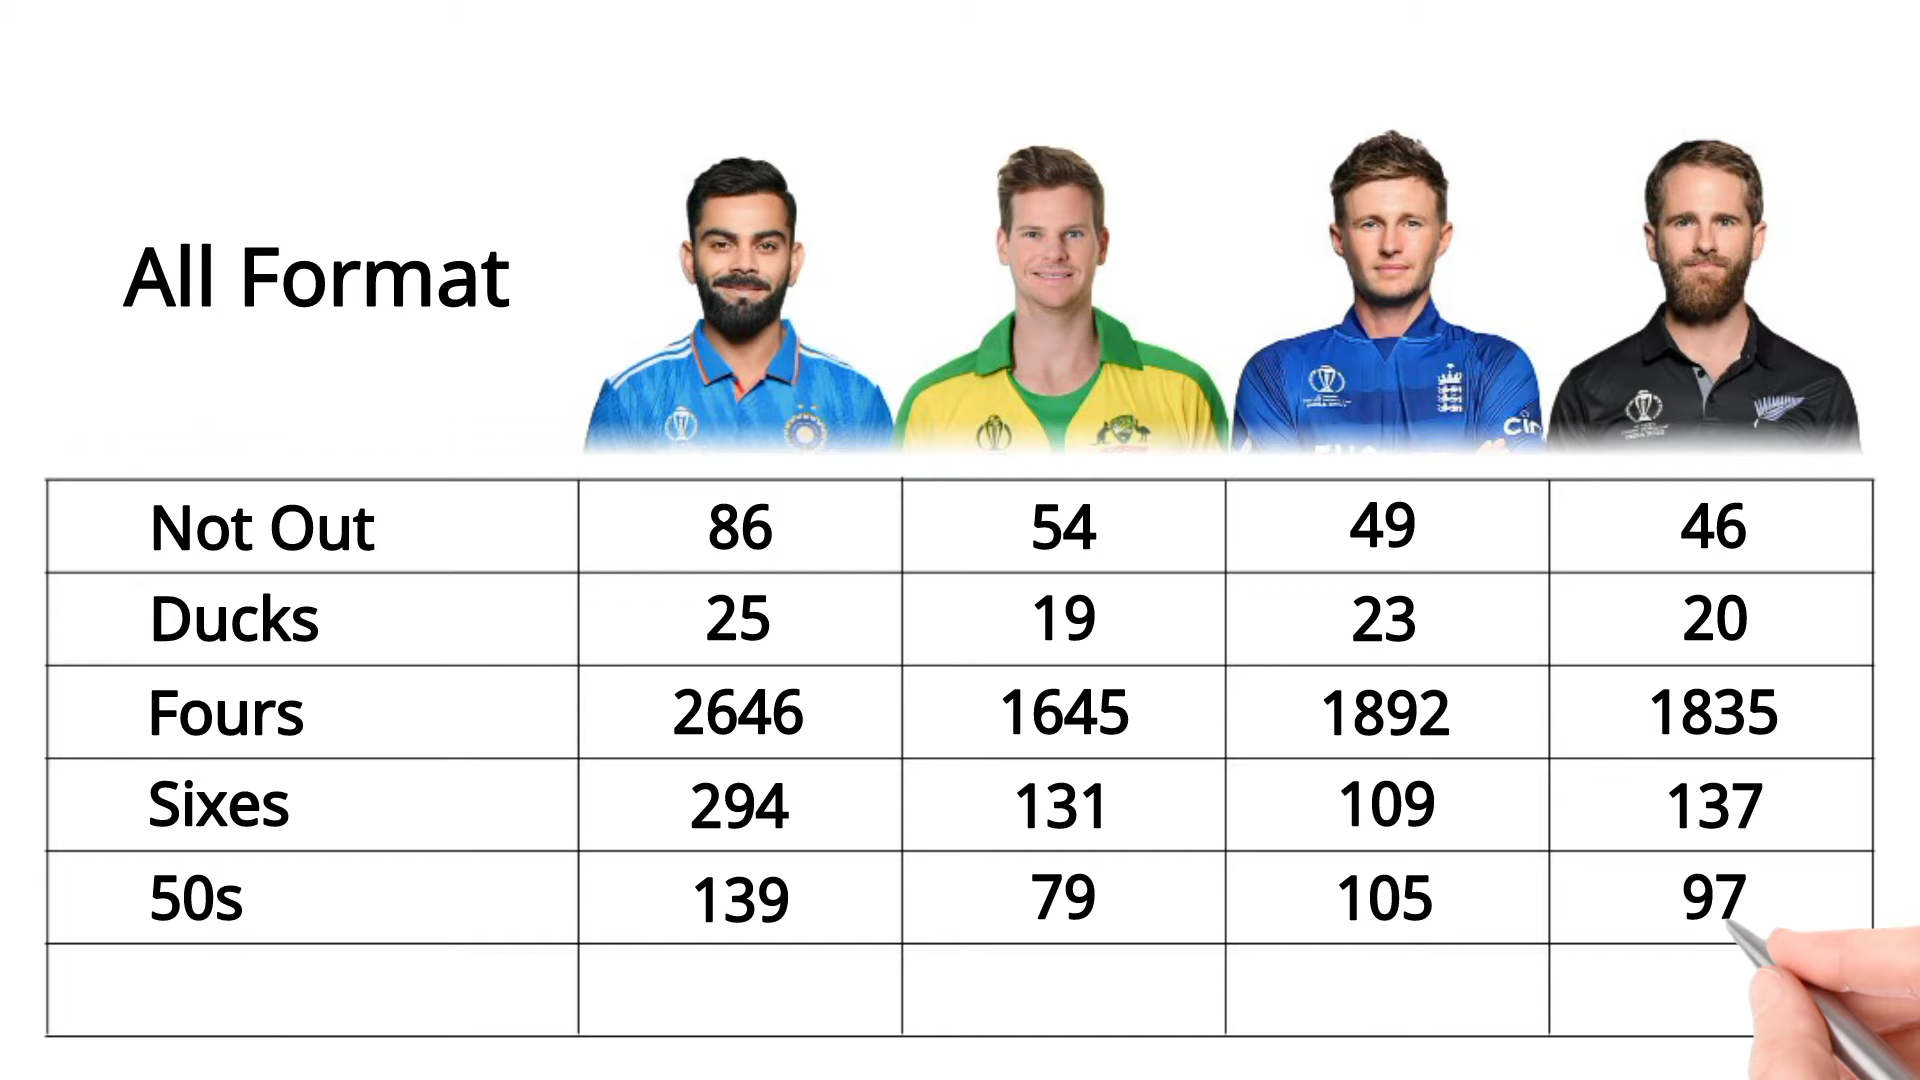 All Format
Not Out 86 54 49 46
Ducks 25 19 23 20
Fours 2646 1645 1892 1835
Sixes 294 131 109 137
50s 139 79 105 97